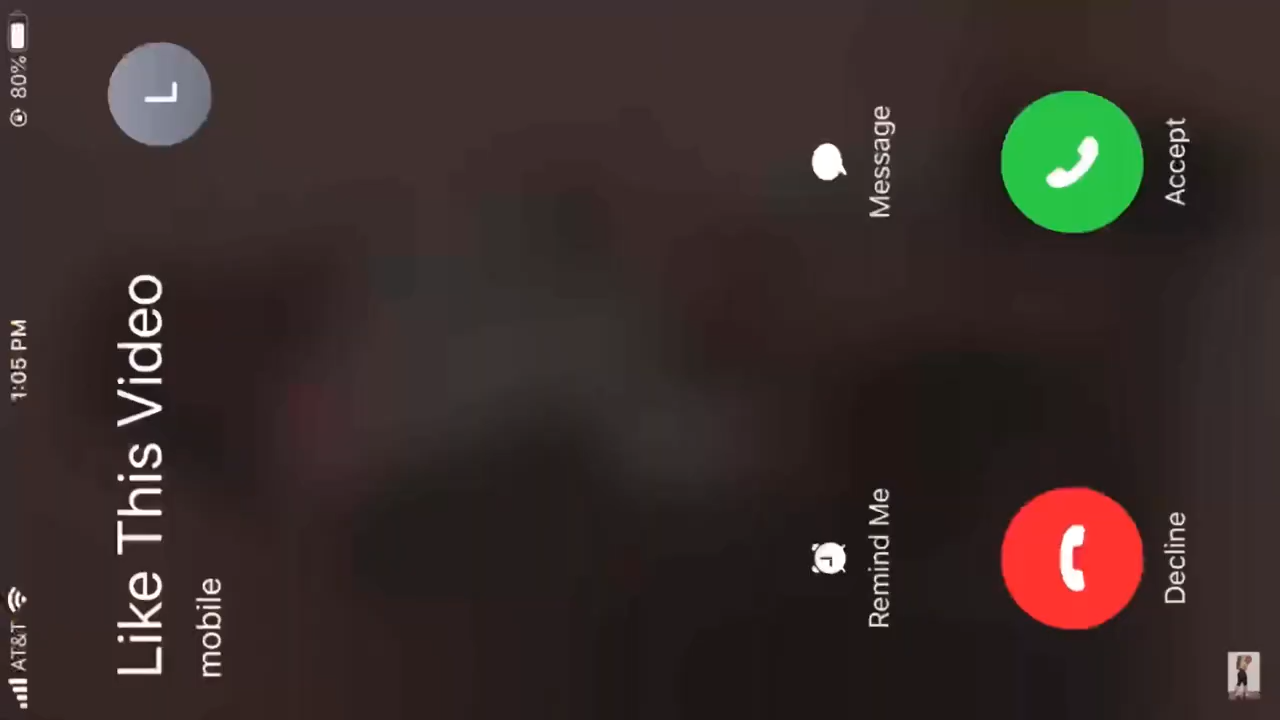 AT&T 1:05 PM 80%
Like This Video L
mobile
Remind Me Message
Decline Accept